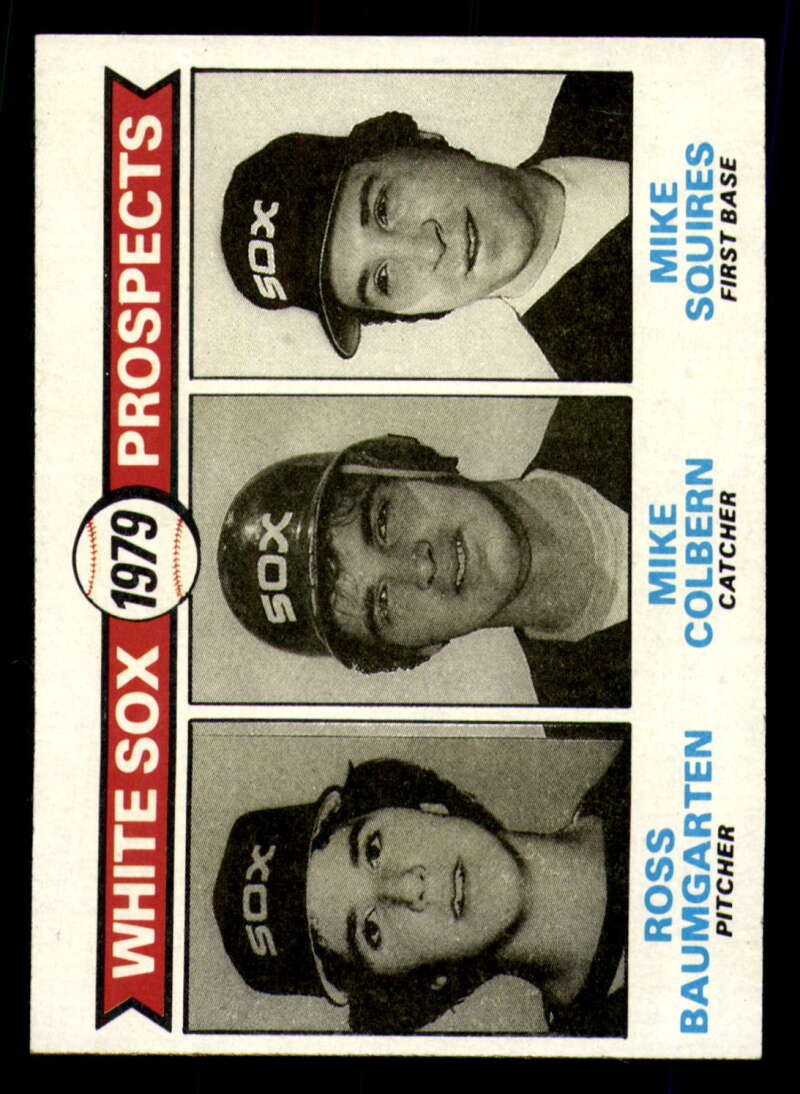 WHITE SOX 1979 PROSPECTS
SOX
SOX
SOX
ROSS
BAUMGARTEN
PITCHER
MIKE
COLBERN
CATCHER
MIKE
SQUIRES
FIRST BASE